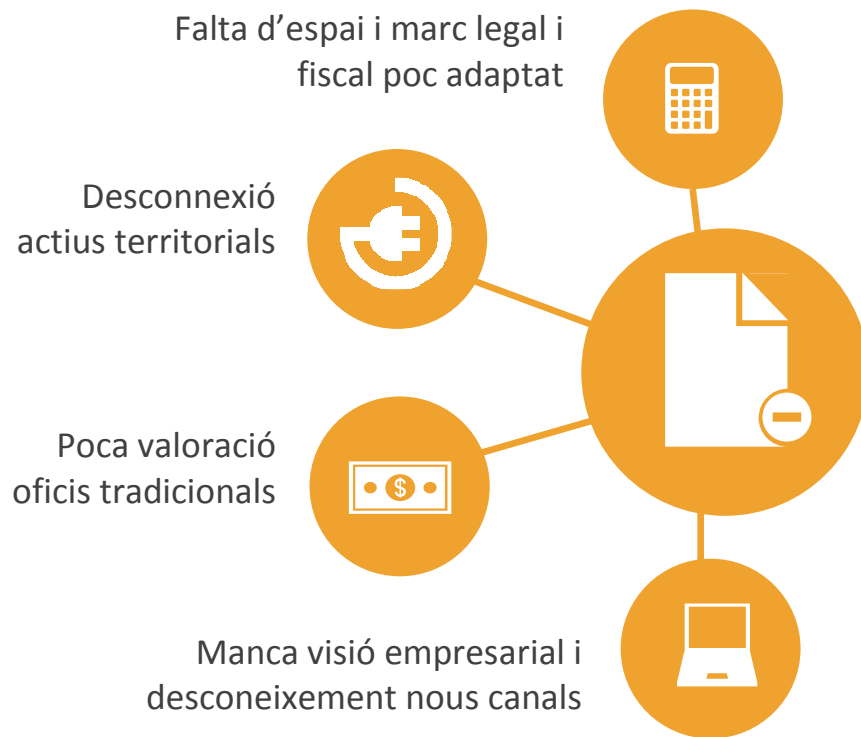 Falta d’espai i marc legal i
fiscal poc adaptat
Desconnexió
actius territorials
Poca valoració
oficis tradicionals
$
Manca visió empresarial i
desconeixement nous canals